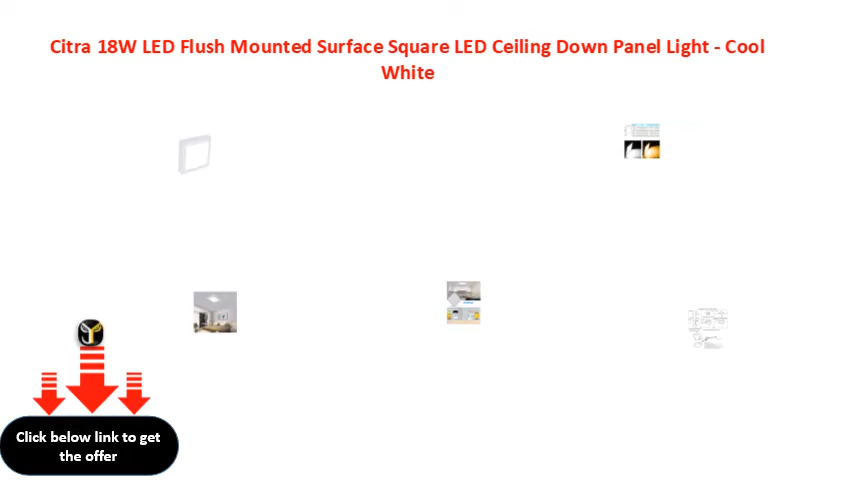 Citra 18W LED Flush Mounted Surface Square LED Ceiling Down Panel Light - Cool
White
Click below link to get
the offer